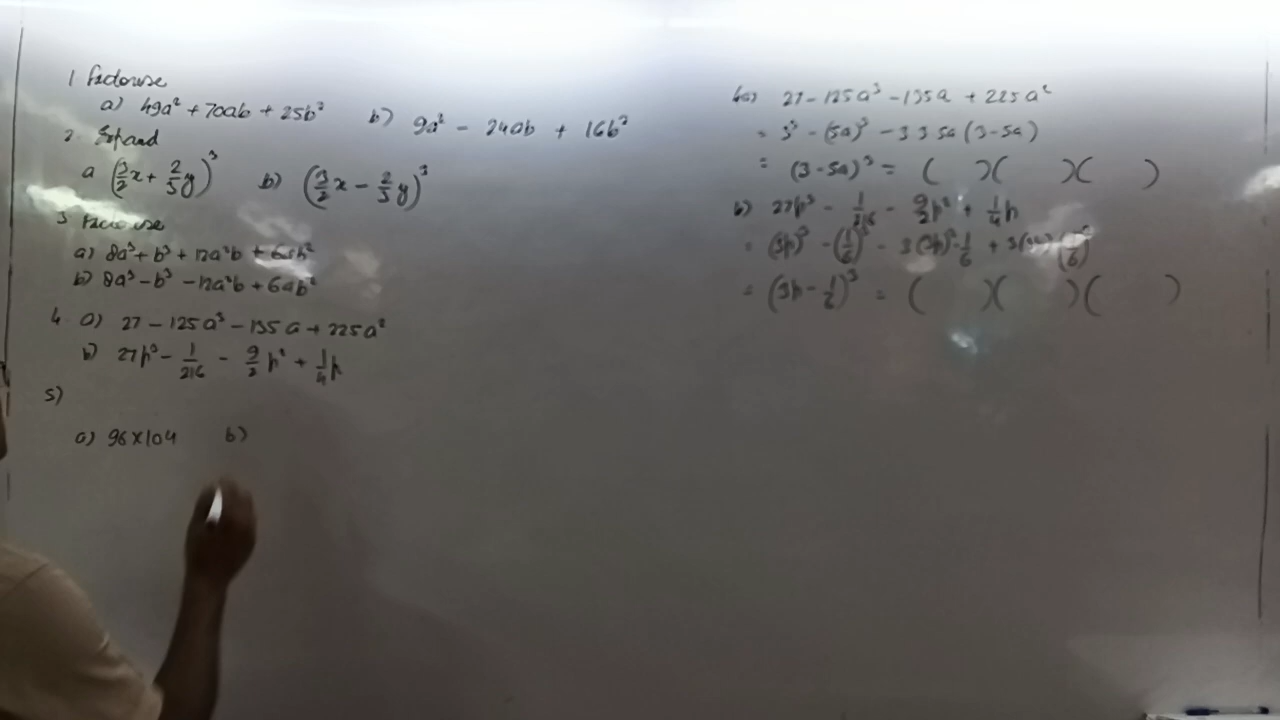 1 Factorise
a) 49a² + 70ab + 25b² b) 9a² - 24ab + 16b²
2. Expand
a (3/2 x + 2/5 y)³ b) (3/2 x - 2/5 y)³
3 Factorise
a) 8a³ + b³ + 12a²b + 6ab²
b) 8a³ - b³ - 12a²b + 6ab²
4. a) 27 - 125a³ - 135a + 225a²
b) 27p³ - 1/216 - 9/2 p² + 1/4 p
5)
a) 96 × 104 b)
4a) 27 - 125a³ - 135a + 225a²
= 3³ - (5a)³ - 3 3 5a (3 - 5a)
= (3 - 5a)³ = ( )( )( )
b) 27p³ - 1/216 - 9/2 p² + 1/4 p
= (3p)³ - (1/6)³ - 3 (3p)² 1/6 + 3(3p) (1/6)²
= (3p - 1/6)³ = ( )( )( )